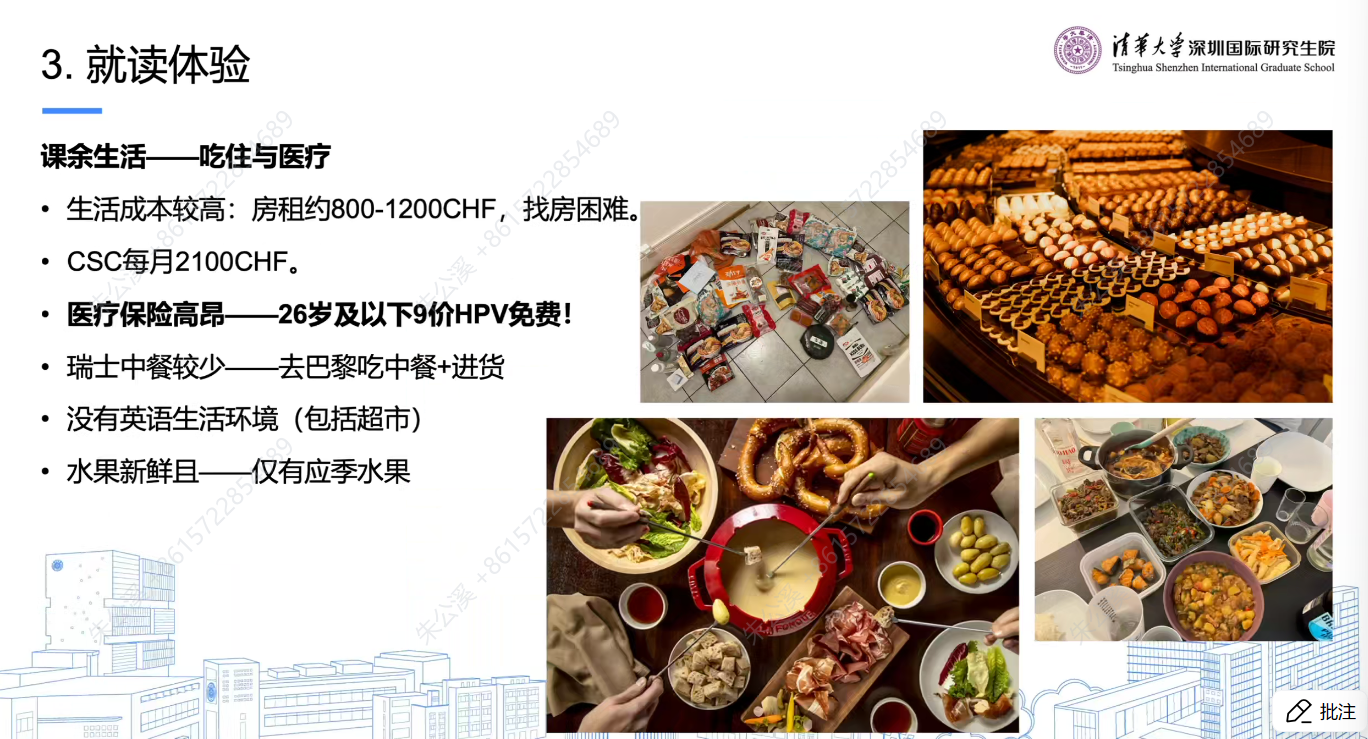 3. 就读体验
清华大学深圳国际研究生院
Tsinghua Shenzhen International Graduate School
课余生活——吃住与医疗
• 生活成本较高：房租约800-1200CHF，找房困难。
• CSC每月2100CHF。
• 医疗保险高昂——26岁及以下9价HPV免费！
• 瑞士中餐较少——去巴黎吃中餐+进货
• 没有英语生活环境（包括超市）
• 水果新鲜且——仅有应季水果
朱公溪 +8615722854689
批注